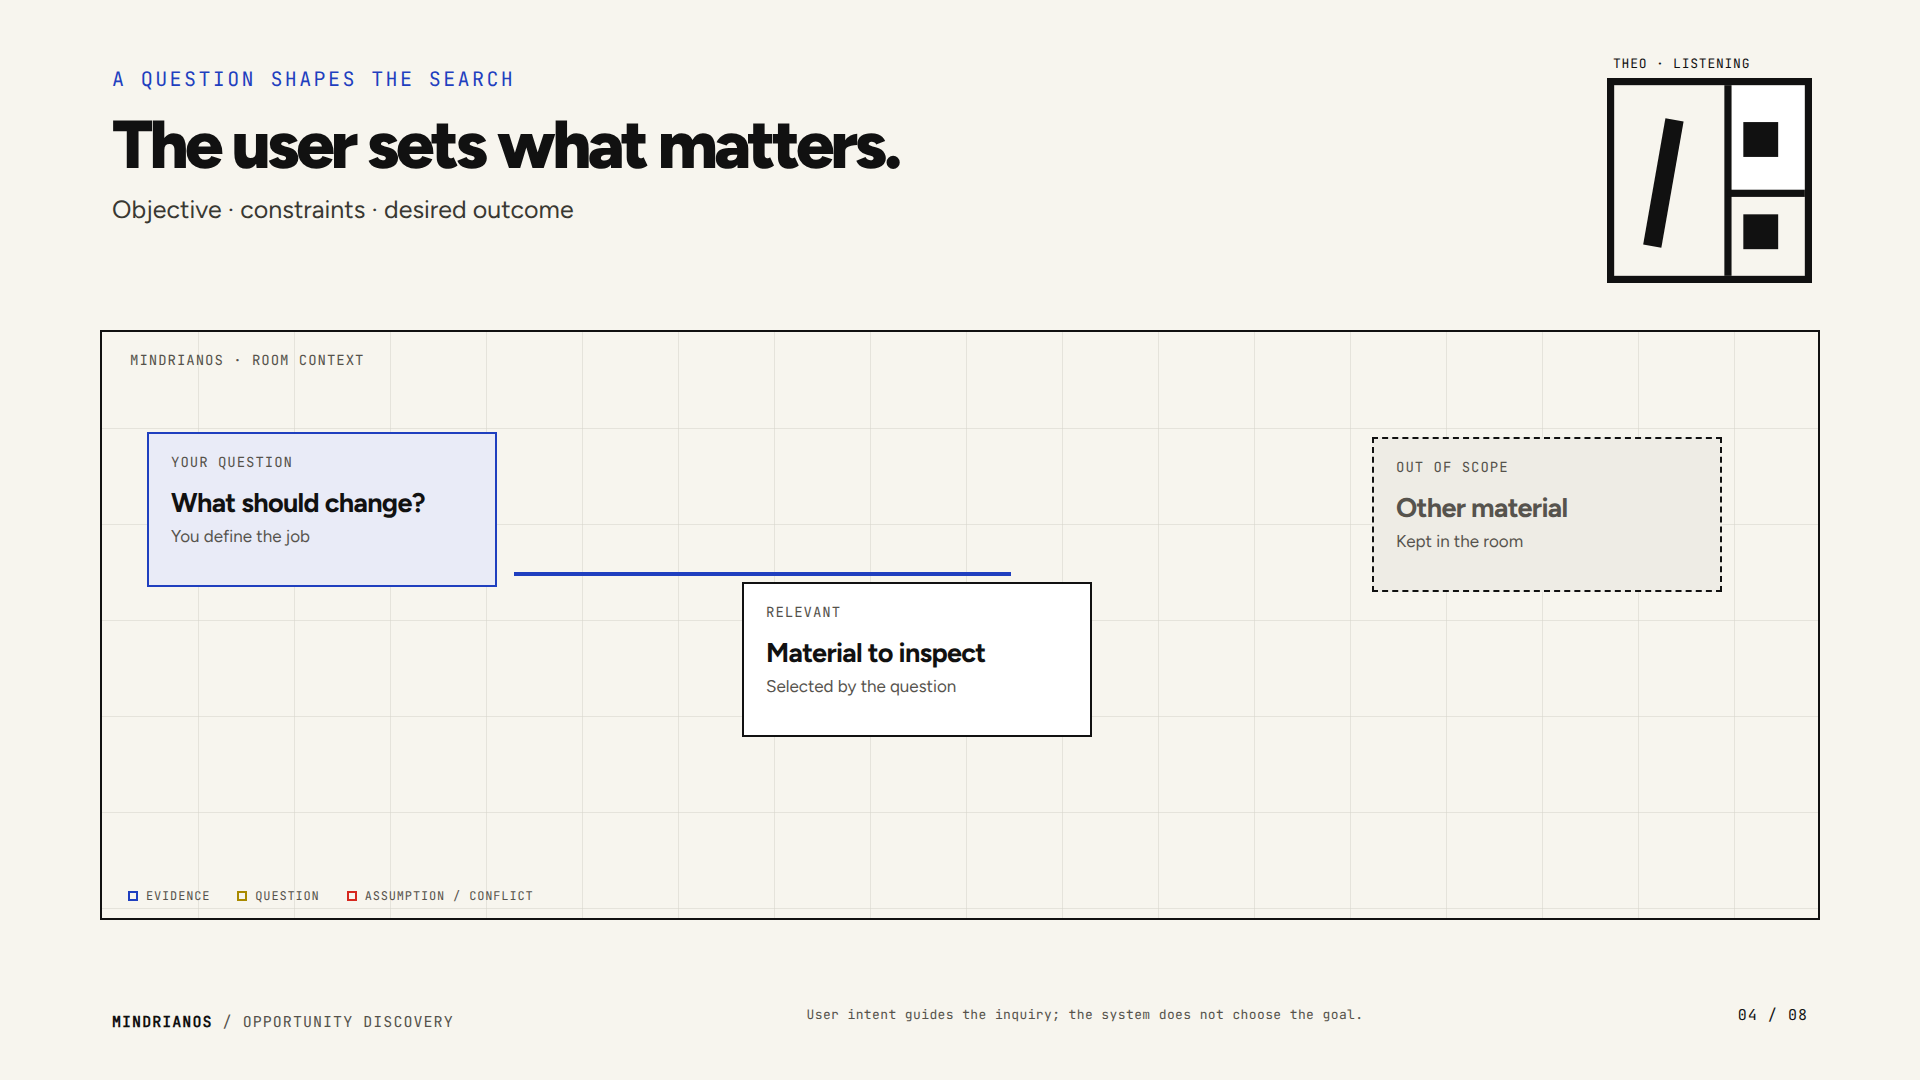 A QUESTION SHAPES THE SEARCH
The user sets what matters.
Objective · constraints · desired outcome
THEO · LISTENING
MINDRIANOS · ROOM CONTEXT
YOUR QUESTION
What should change?
You define the job
RELEVANT
Material to inspect
Selected by the question
OUT OF SCOPE
Other material
Kept in the room
EVIDENCE
QUESTION
ASSUMPTION / CONFLICT
MINDRIANOS / OPPORTUNITY DISCOVERY
User intent guides the inquiry; the system does not choose the goal.
04 / 08